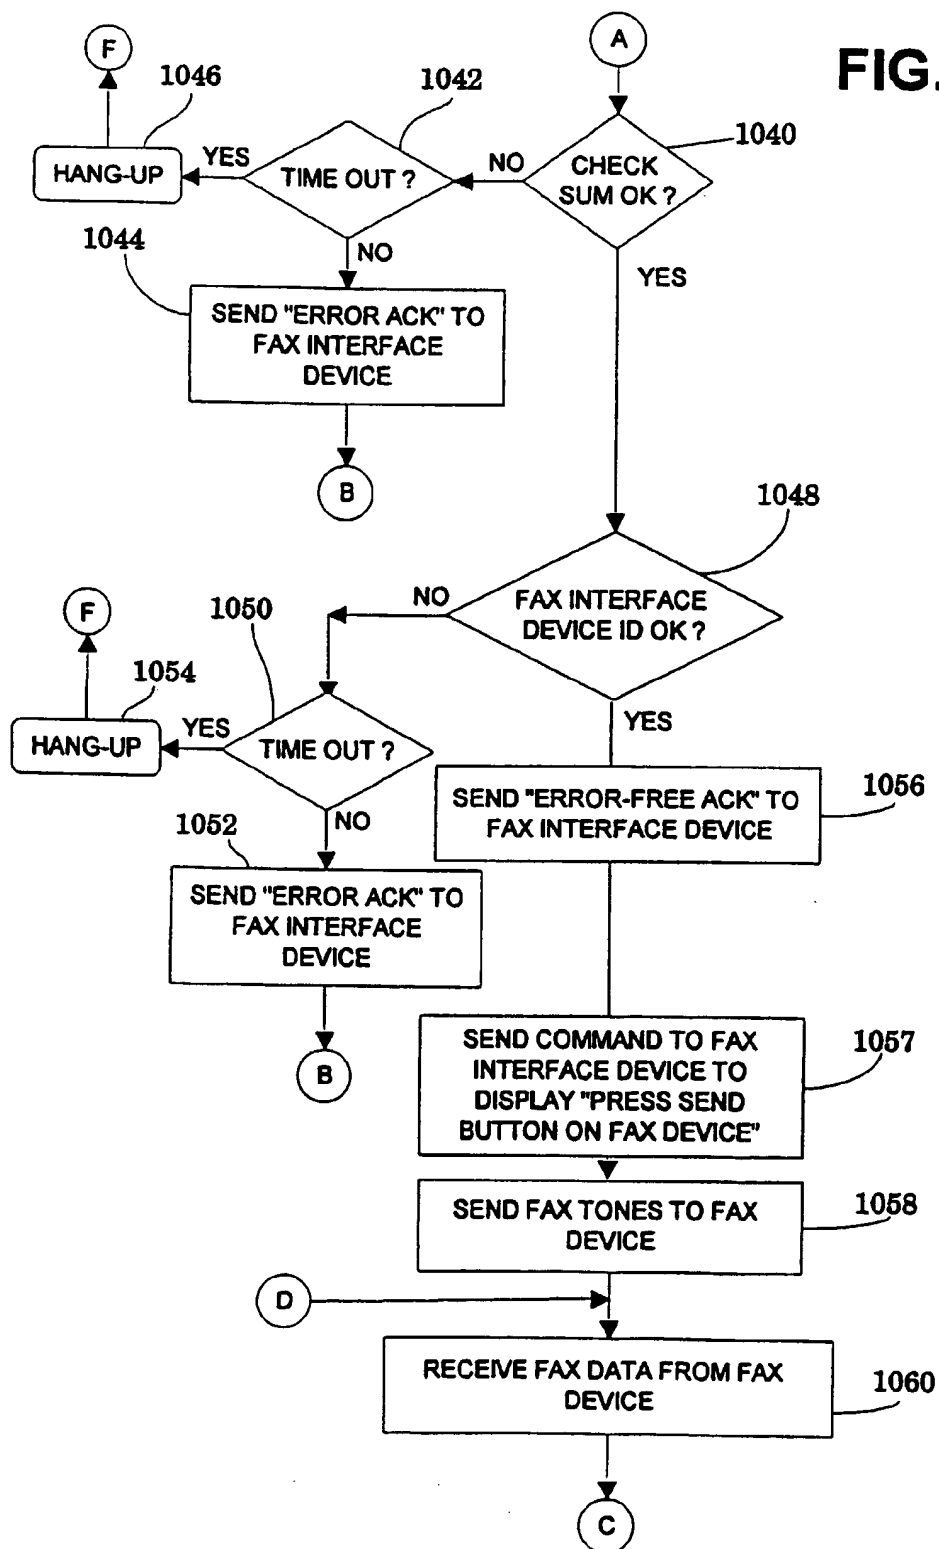 F
A
FIG.
1046
1042
1040
HANG-UP
YES
TIME OUT ?
NO
CHECK
SUM OK ?
1044
NO
YES
SEND "ERROR ACK" TO
FAX INTERFACE
DEVICE
B
1048
F
1050
NO
FAX INTERFACE
DEVICE ID OK ?
1054
YES
HANG-UP
YES
TIME OUT ?
1056
SEND "ERROR-FREE ACK" TO
FAX INTERFACE DEVICE
1052
NO
SEND "ERROR ACK" TO
FAX INTERFACE
DEVICE
B
SEND COMMAND TO FAX
INTERFACE DEVICE TO
DISPLAY "PRESS SEND
BUTTON ON FAX DEVICE"
1057
SEND FAX TONES TO FAX
DEVICE
1058
D
RECEIVE FAX DATA FROM FAX
DEVICE
1060
C